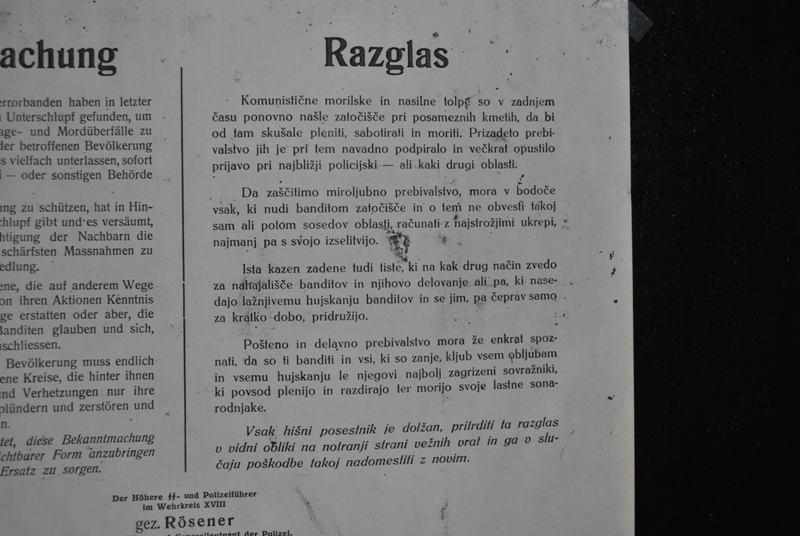 achung
errorbanden haben in letzter
Unterschlupf gefunden, um
age- und Mordüberfälle zu
der betroffenen Bevölkerung
s vielfach unterlassen, sofort
— oder sonstigen Behörde
ng zu schützen, hat in Hin-
chlupf gibt und es versäumt,
htigung der Nachbarn die
schärfsten Massnahmen zu
edlung.
ene, die auf anderem Wege
on ihren Aktionen Kenntnis
ge erstatten oder aber, die
Banditen glauben und sich,
schliessen.
Bevölkerung muss endlich
ene Kreise, die hinter ihnen
nd Verhetzungen nur ihre
plündern und zerstören und
n.
tet, diese Bekanntmachung
chtbarer Form anzubringen
Ersatz zu sorgen.
Razglas
Komunistične morilske in nasilne tolpe so v zadnjem
času ponovno našle zatočišče pri posameznih kmetih, da bi
od tam skušale pleniti, sabotirati in moriti. Prizadeto prebi-
valstvo jih je pri tem navadno podpiralo in večkrat opustilo
prijavo pri najbližji policijski — ali kaki drugi oblasti.
Da zaščitimo miroljubno prebivalstvo, mora v bodoče
vsak, ki nudi banditom zatočišče in o tem ne obvesti takoj
sam ali potom sosedov oblasti, računati z najstrožjimi ukrepi,
najmanj pa s svojo izselitvijo.
Ista kazen zadene tudi tiste, ki na kak drug način zvedo
za nahajališče banditov in njihovo delovanje ali pa, ki nase-
dajo lažnjivemu hujskanju banditov in se jim, pa čeprav samo
za kratko dobo, pridružijo.
Pošteno in delavno prebivalstvo mora že enkrat spoz-
nati, da so ti banditi in vsi, ki so zanje, kljub vsem obljubam
in vsemu hujskanju le njegovi najbolj zagrizeni sovražniki,
ki povsod plenijo in razdirajo ter morijo svoje lastne sona-
rodnjake.
Vsak hišni posestnik je dolžan, pritrditi ta razglas
v vidni obliki na notranji strani vežnih vrat in ga v slu-
čaju poškodbe takoj nadomestiti z novim.
Der Höhere ᛋᛋ- und Polizeiführer
im Wehrkreis XVIII
gez. Rösener
Generalleutnant der Polizei.